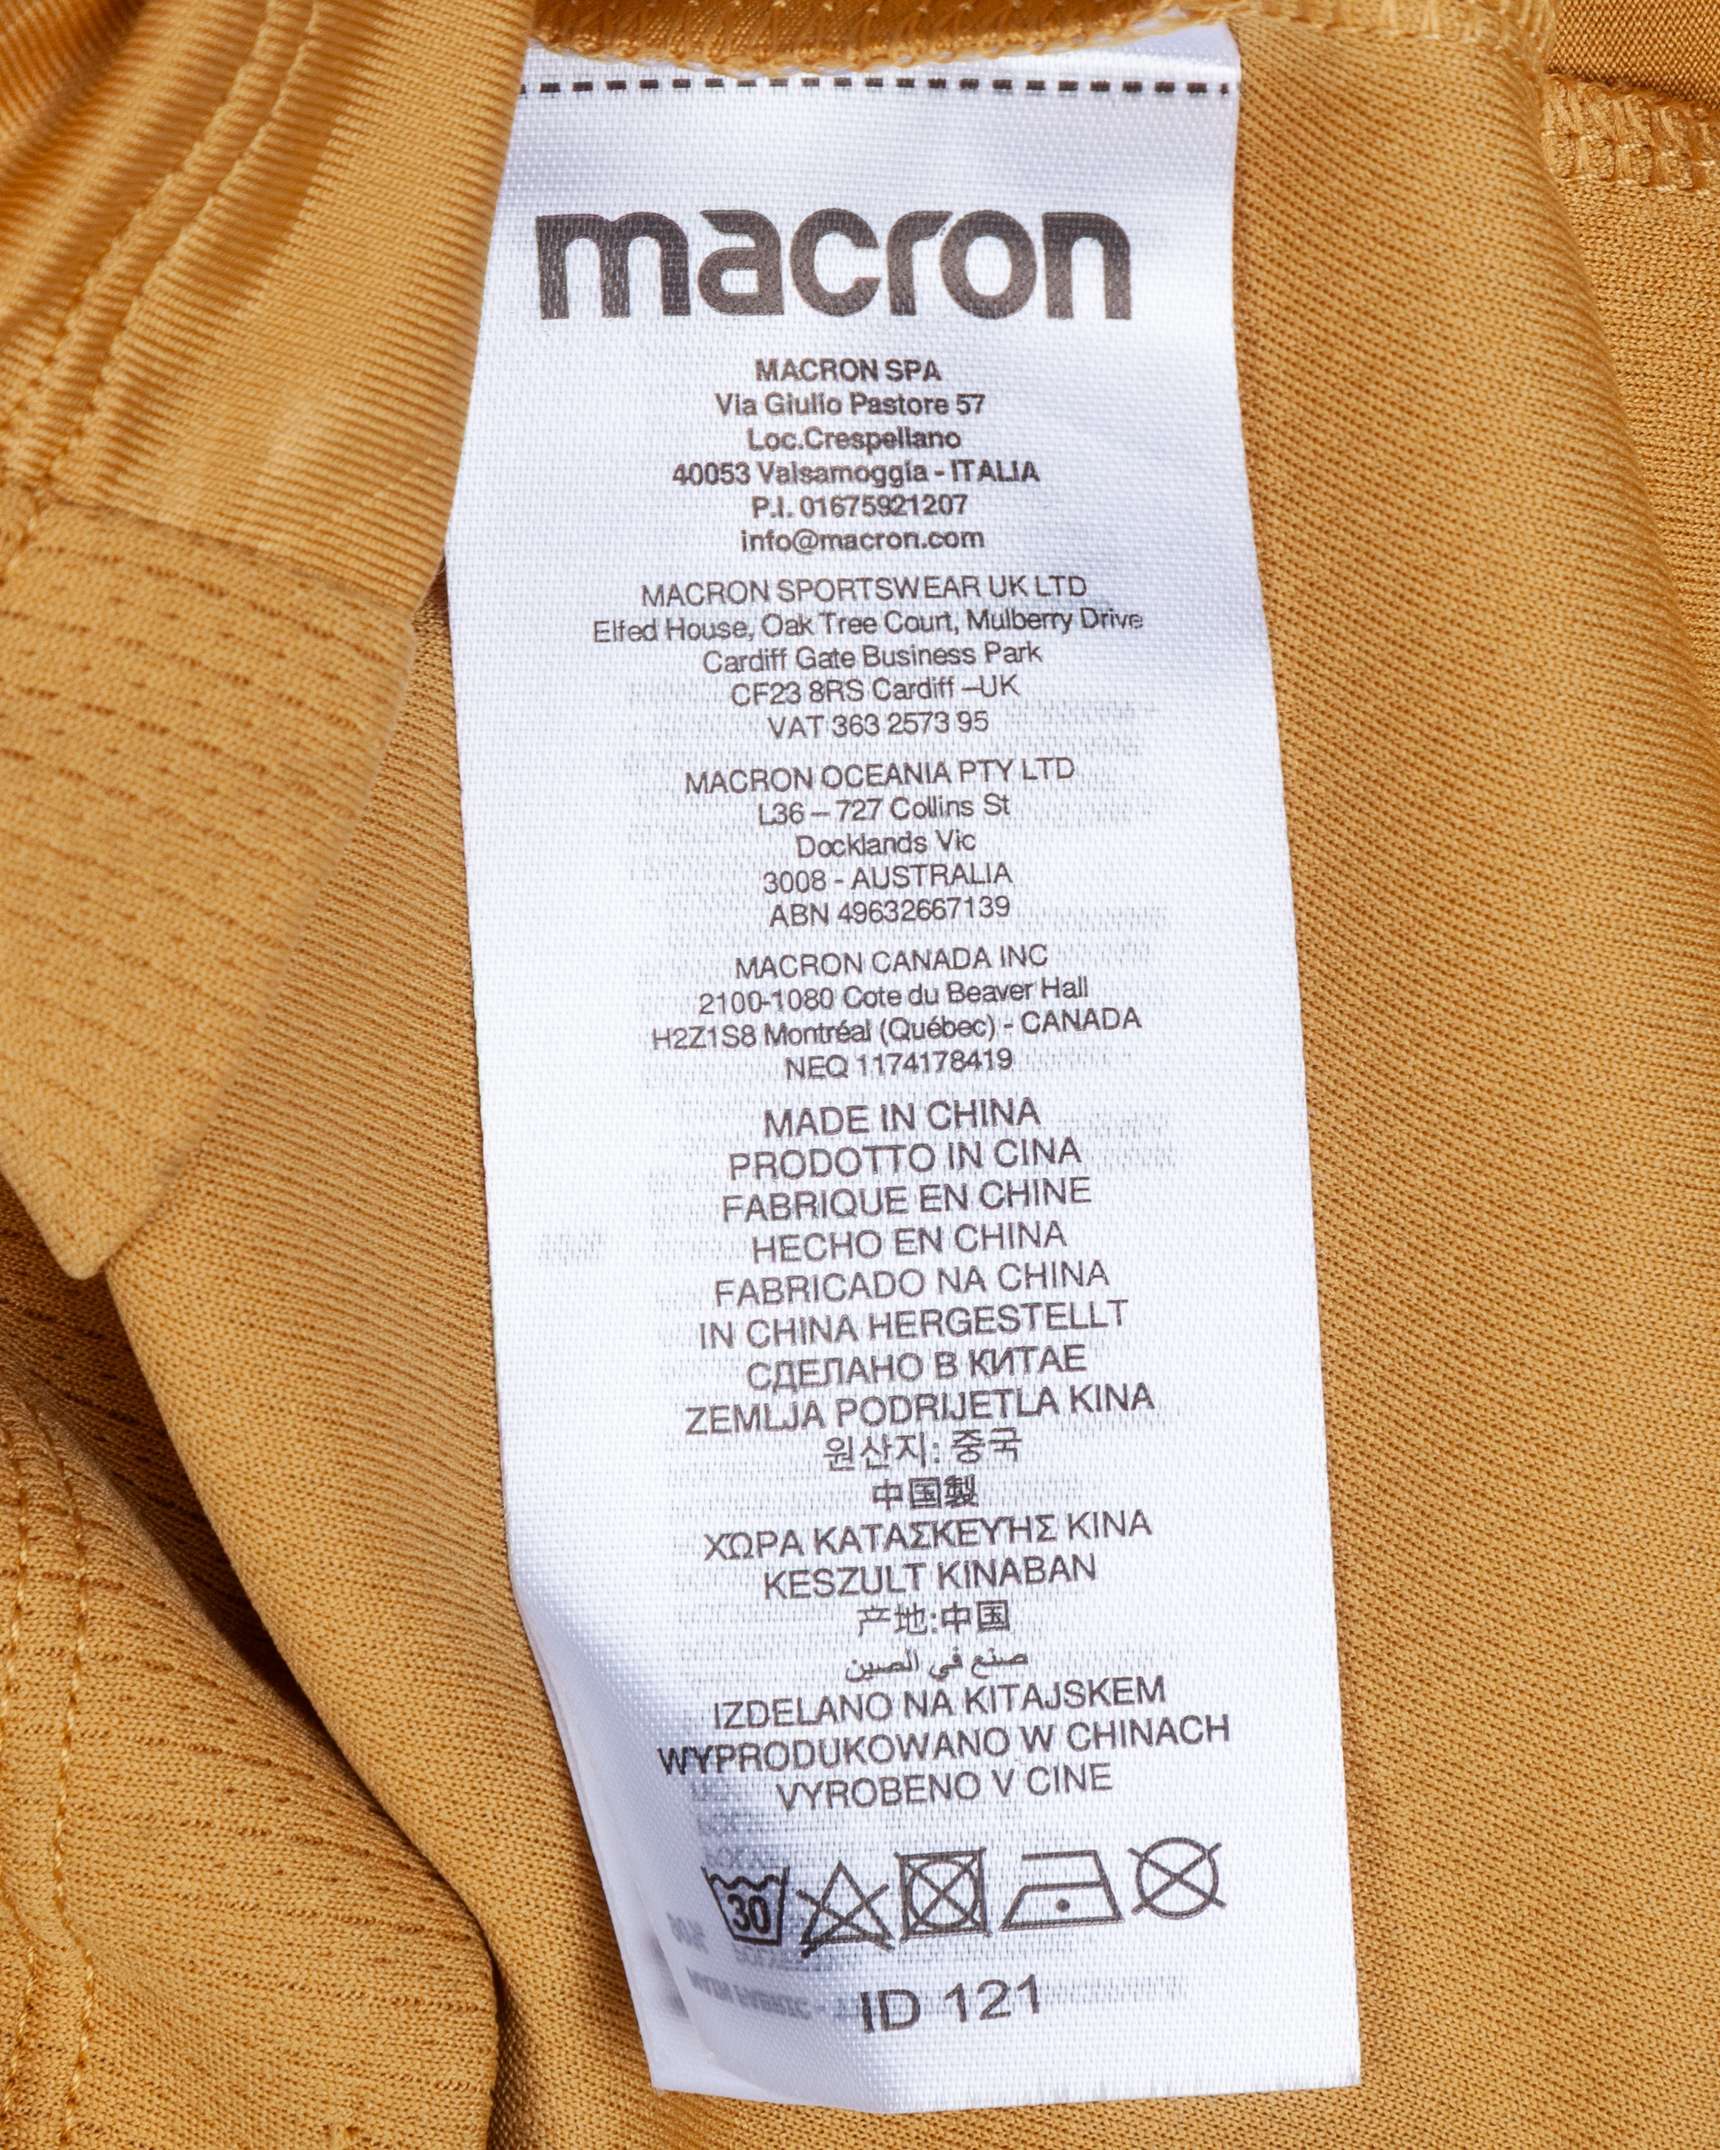 macron
MACRON SPA
Via Giulio Pastore 57
Loc.Crespellano
40053 Valsamoggia - ITALIA
P.I. 01675921207
info@macron.com
MACRON SPORTSWEAR UK LTD
Elfed House, Oak Tree Court, Mulberry Drive
Cardiff Gate Business Park
CF23 8RS Cardiff –UK
VAT 363 2573 95
MACRON OCEANIA PTY LTD
L36 – 727 Collins St
Docklands Vic
3008 - AUSTRALIA
ABN 49632667139
MACRON CANADA INC
2100-1080 Cote du Beaver Hall
H2Z1S8 Montréal (Québec) - CANADA
NEQ 1174178419
MADE IN CHINA
PRODOTTO IN CINA
FABRIQUE EN CHINE
HECHO EN CHINA
FABRICADO NA CHINA
IN CHINA HERGESTELLT
СДЕЛАНО В КИТАЕ
ZEMLJA PODRIJETLA KINA
원산지: 중국
中国製
ΧΏΡΑ ΚΑΤΑΣΚΕΥΉΣ ΚΙΝΑ
KESZULT KINABAN
产地:中国
صنع في الصين
IZDELANO NA KITAJSKEM
WYPRODUKOWANO W CHINACH
VYROBENO V CINE
30
ID 121